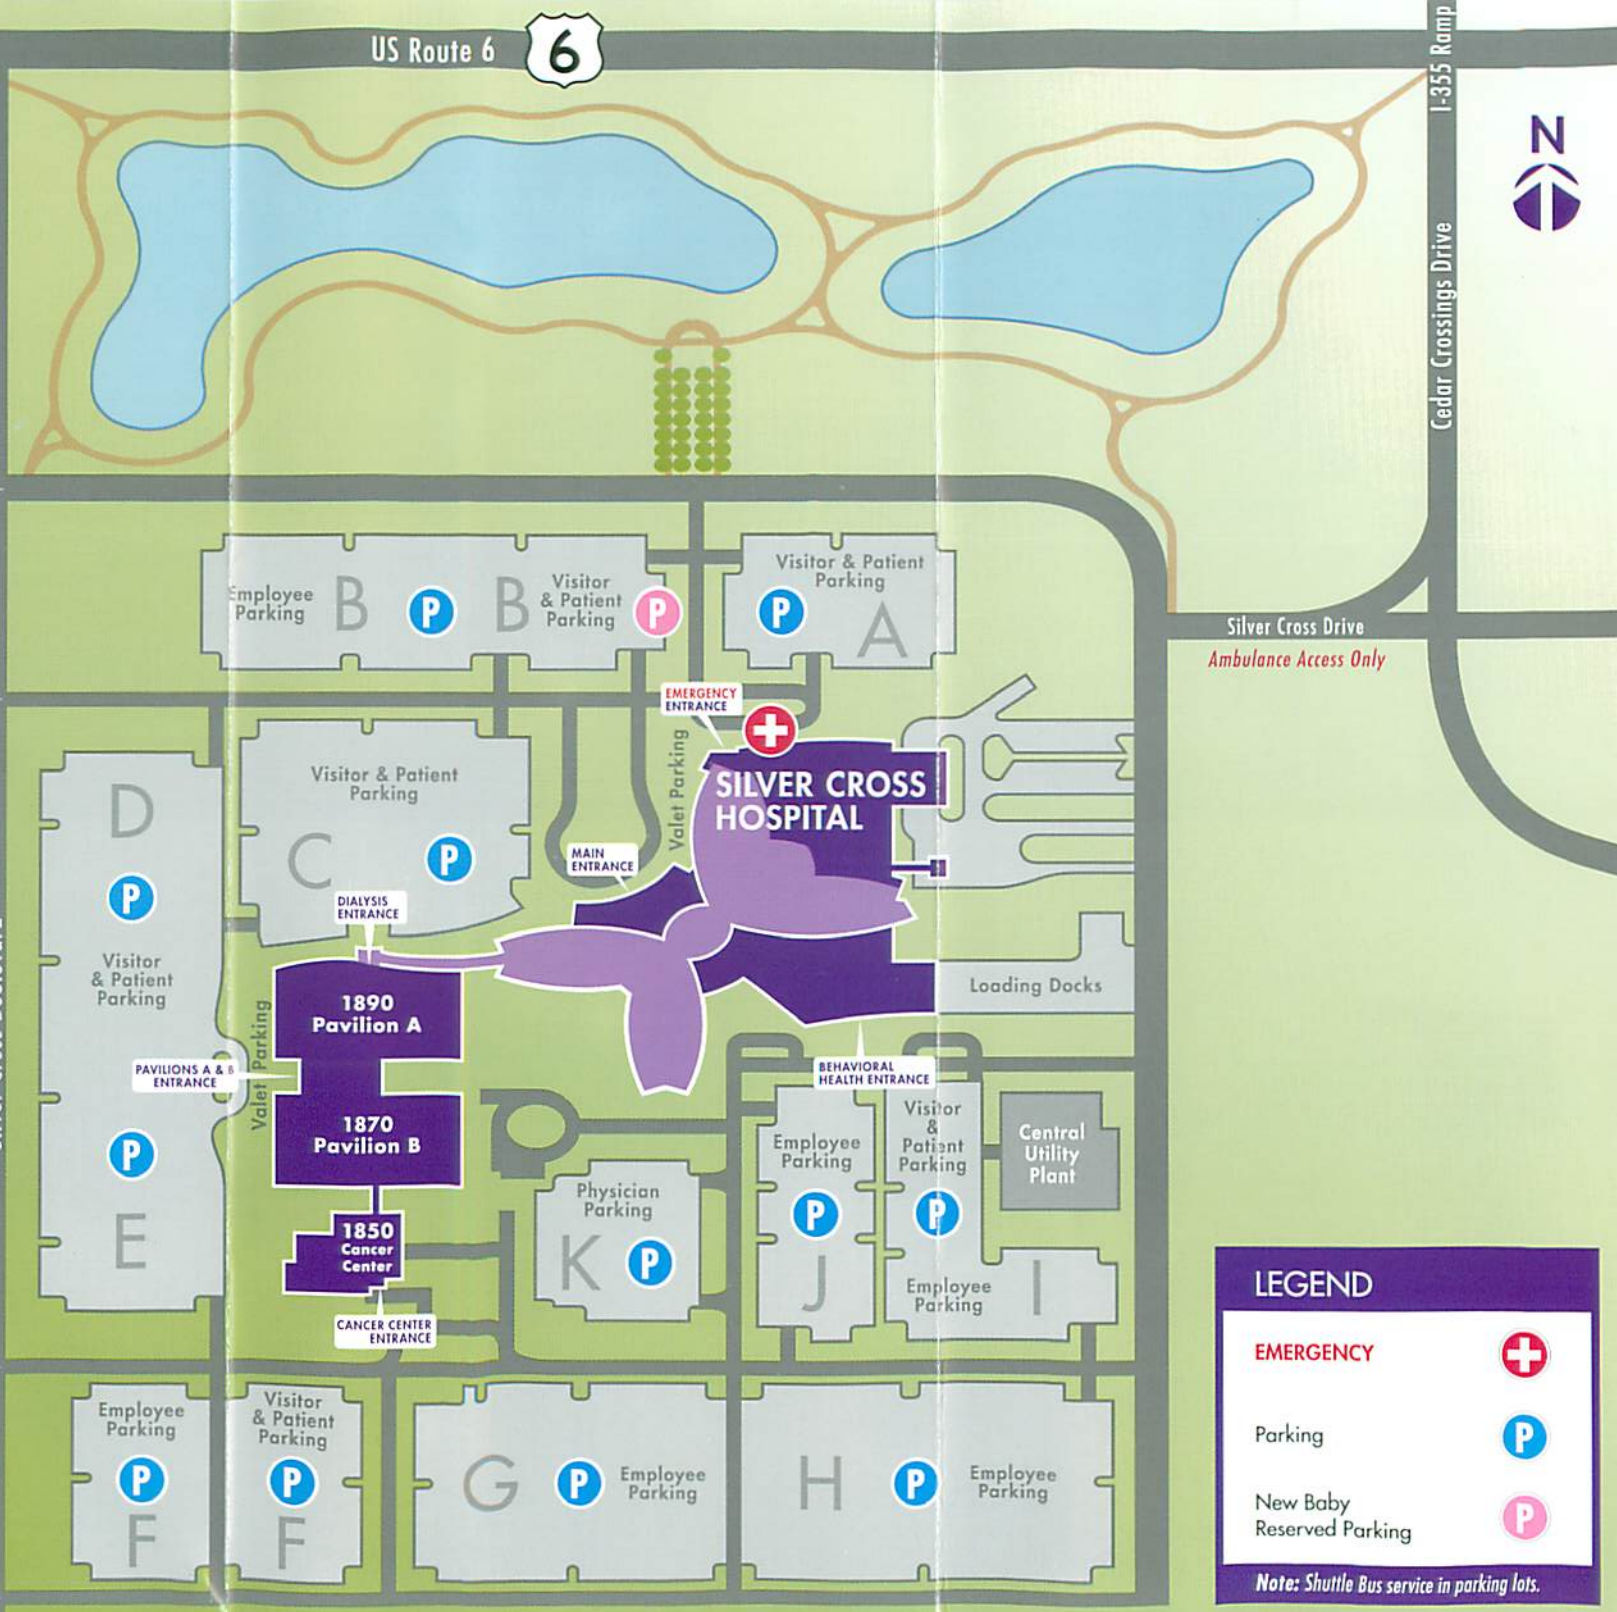 US Route 6
6
I-355 Ramp
N
Cedar Crossings Drive
Employee
Parking
B
P
B
Visitor
& Patient
Parking
P
Visitor & Patient
Parking
P
A
Silver Cross Drive
Ambulance Access Only
EMERGENCY
ENTRANCE
Valet Parking
SILVER CROSS
HOSPITAL
D
P
Visitor
& Patient
Parking
P
E
Visitor & Patient
Parking
C
P
MAIN
ENTRANCE
DIALYSIS
ENTRANCE
1890
Pavilion A
Valet Parking
PAVILIONS A & B
ENTRANCE
1870
Pavilion B
1850
Cancer
Center
CANCER CENTER
ENTRANCE
Loading Docks
BEHAVIORAL
HEALTH ENTRANCE
Physician
Parking
K
P
Employee
Parking
P
J
Visitor
&
Patient
Parking
P
Employee
Parking
I
Central
Utility
Plant
Employee
Parking
P
F
Visitor
& Patient
Parking
P
F
G
P
Employee
Parking
H
P
Employee
Parking
LEGEND
EMERGENCY
Parking
P
New Baby
Reserved Parking
P
Note: Shuttle Bus service in parking lots.